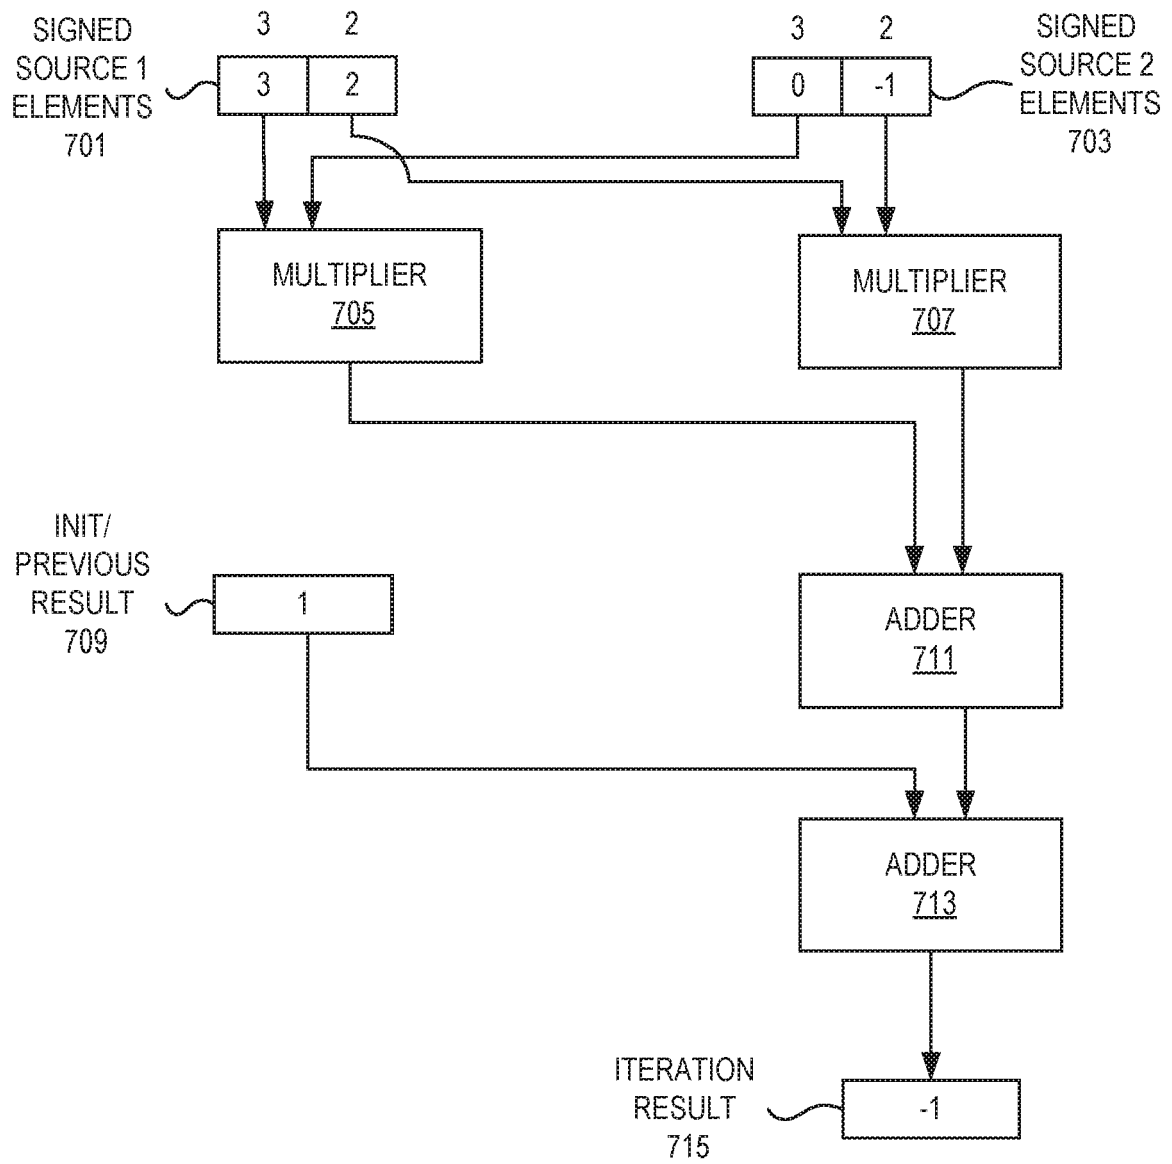 SIGNED
SOURCE 1
ELEMENTS
701
3 2
3 2
3 2
0 -1
SIGNED
SOURCE 2
ELEMENTS
703
MULTIPLIER
705
MULTIPLIER
707
INIT/
PREVIOUS
RESULT
709
1
ADDER
711
ADDER
713
ITERATION
RESULT
715
-1